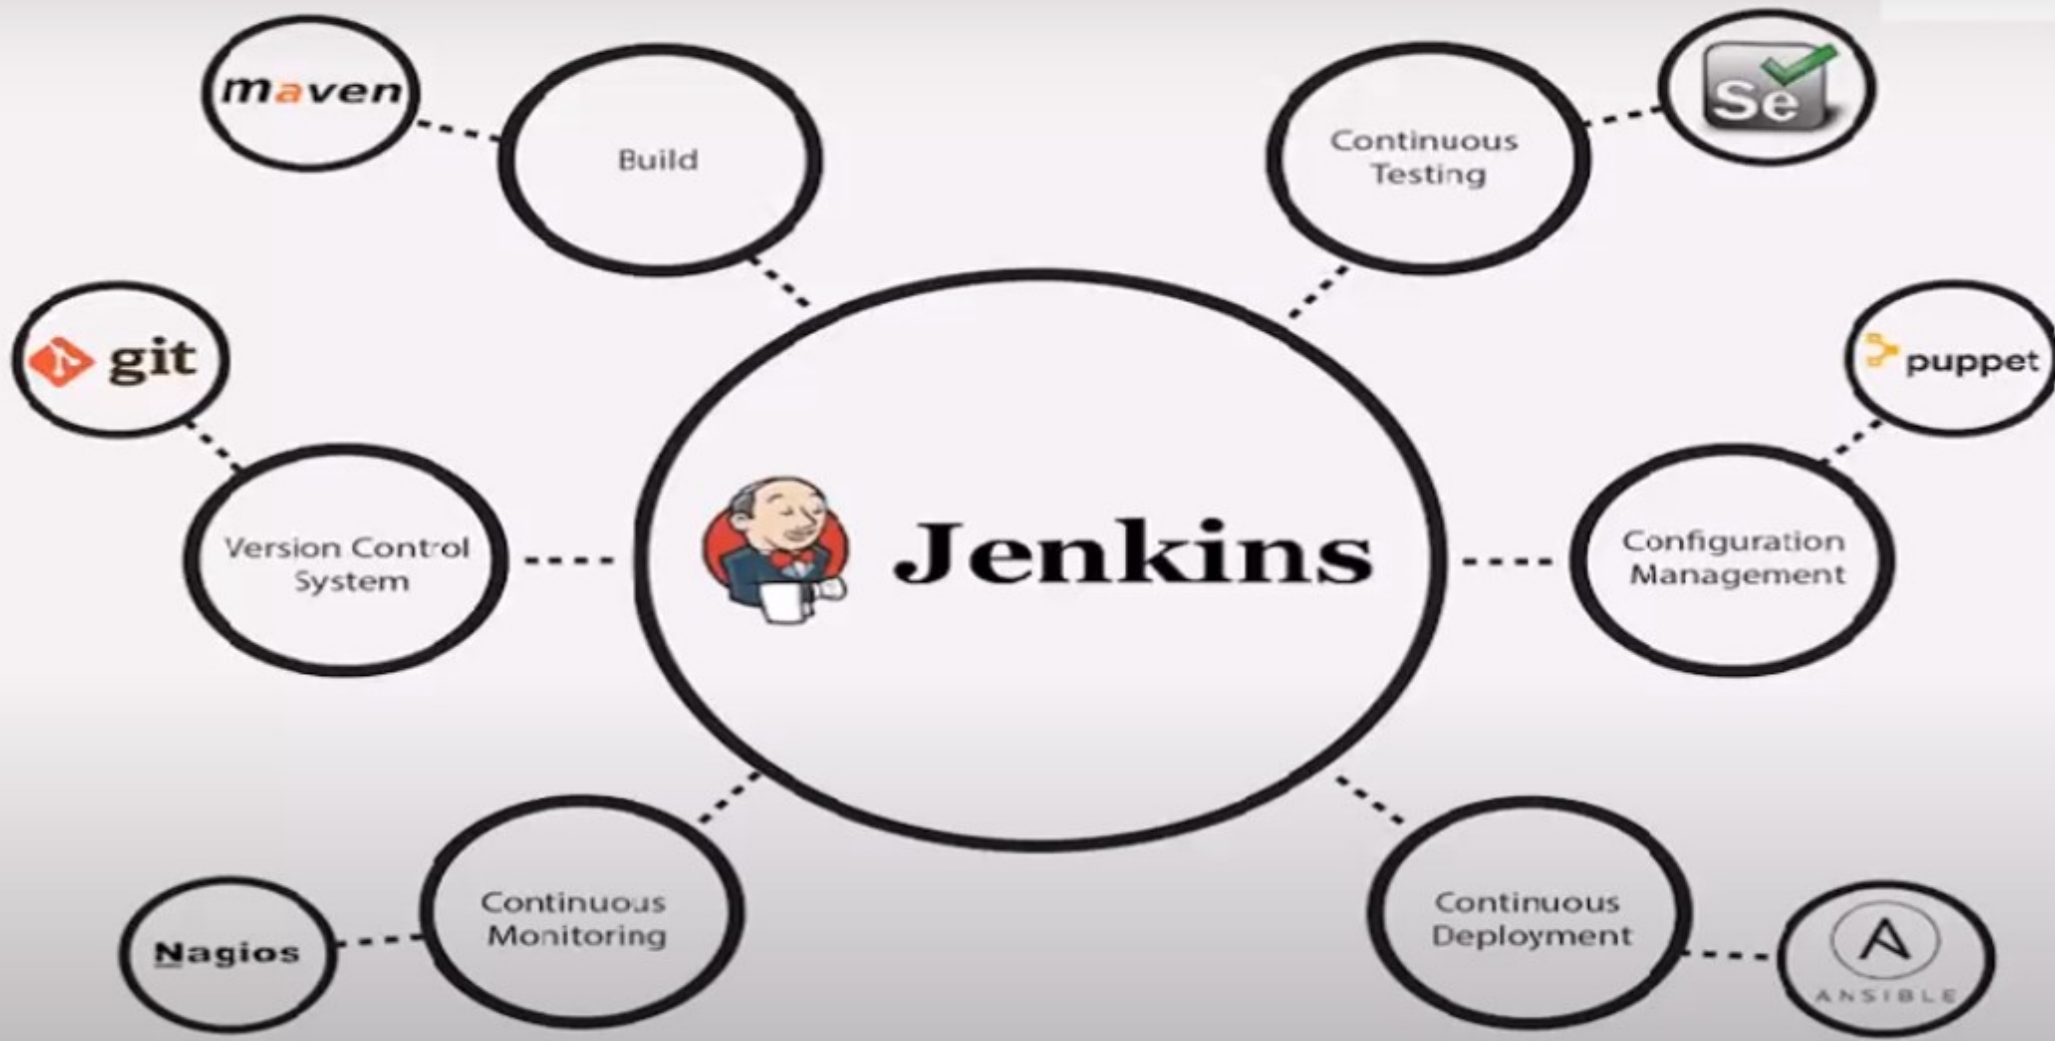 maven
Build
Continuous
Testing
Se
git
puppet
Version Control
System
Jenkins
Configuration
Management
Continuous
Monitoring
Nagios
Continuous
Deployment
A
ANSIBLE